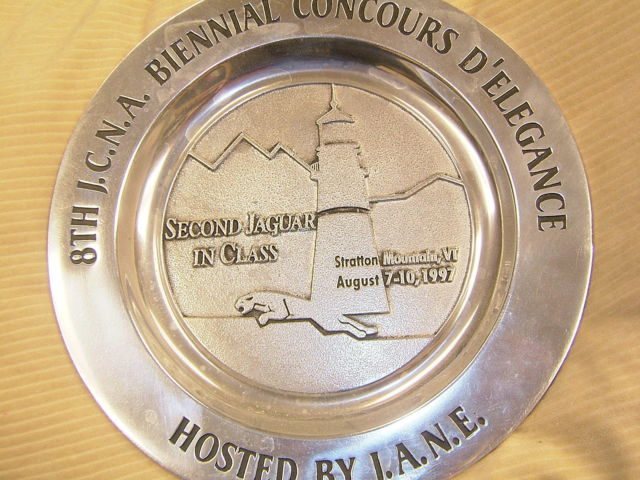 8TH J.C.N.A. BIENNIAL CONCOURS D'ELEGANCE
SECOND JAGUAR
IN CLASS
Stratton Mountain, VT
August 7-10, 1997
HOSTED BY J.A.N.E.